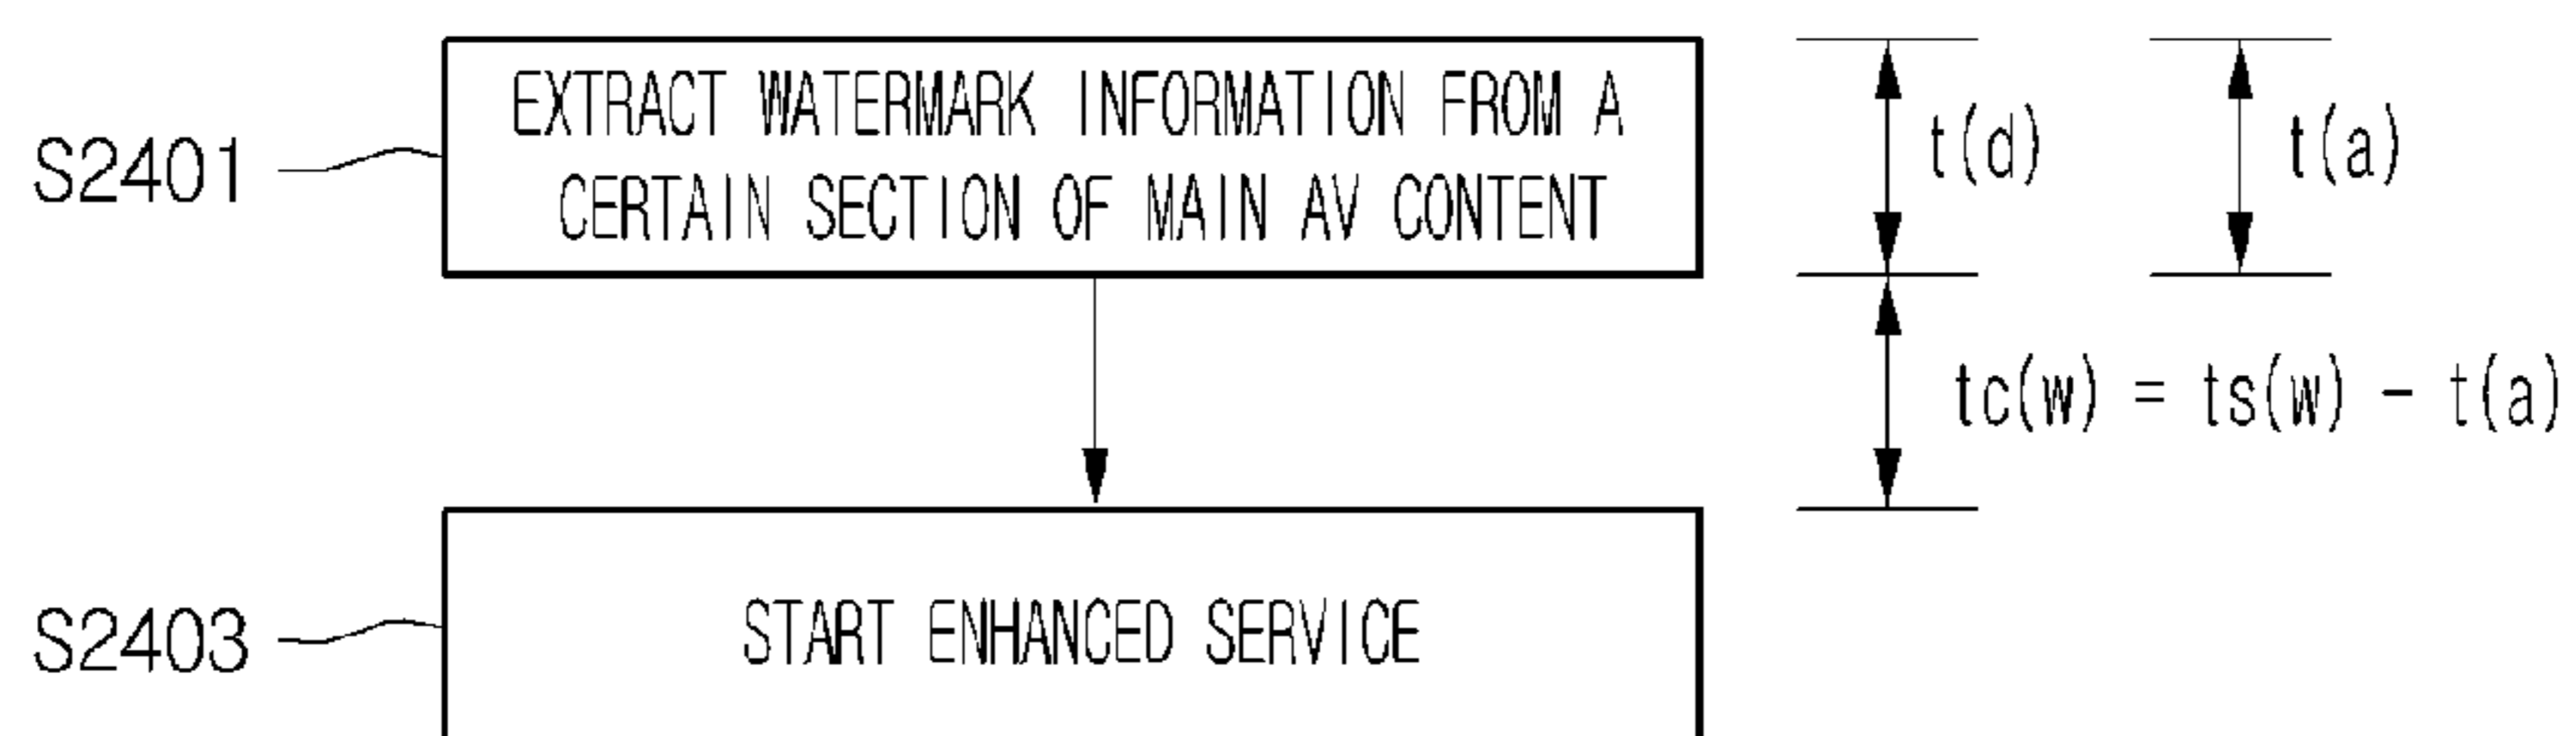 S2401
EXTRACT WATERMARK INFORMATION FROM A
CERTAIN SECTION OF MAIN AV CONTENT
t(d)
t(a)
tc(w) = ts(w) - t(a)
S2403
START ENHANCED SERVICE